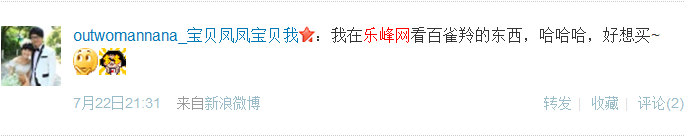 outwomannana_宝贝凤凤宝贝我：我在乐峰网看百雀羚的东西，哈哈哈，好想买~
7月22日21:31 来自新浪微博 转发 | 收藏 | 评论(2)